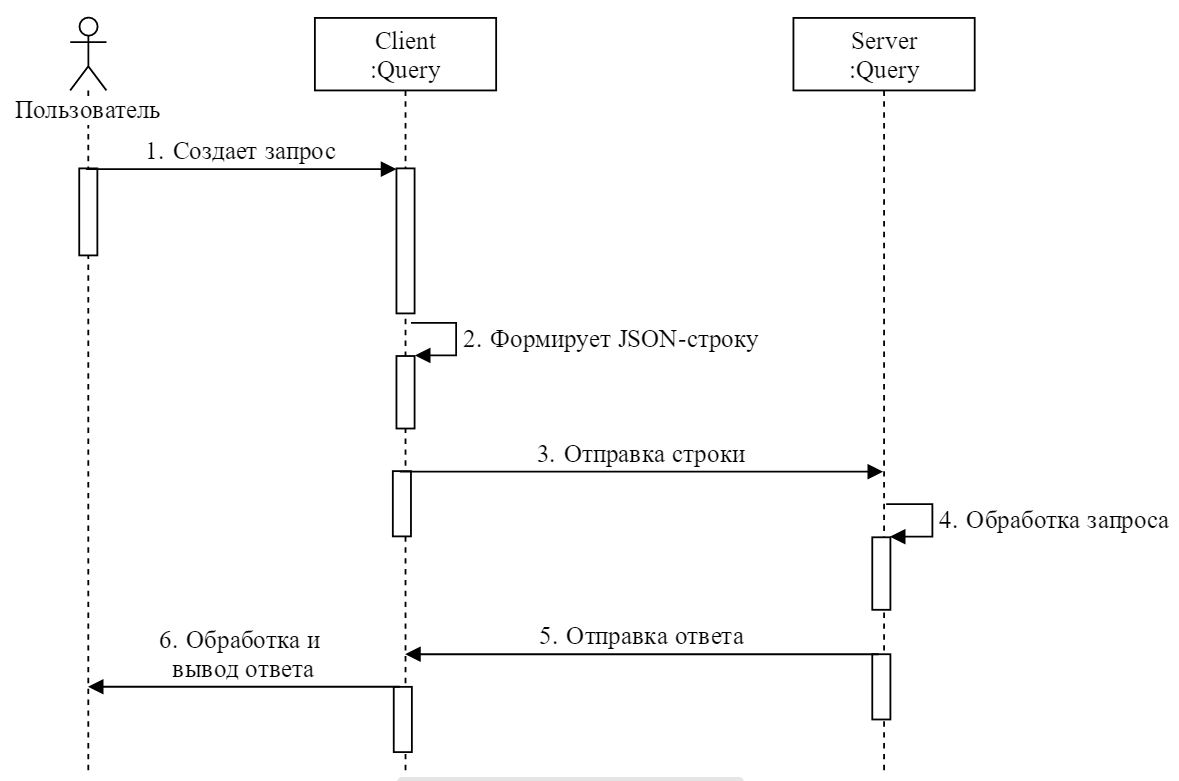 Client
:Query
Server
:Query
Пользователь
1. Создает запрос
2. Формирует JSON-строку
3. Отправка строки
4. Обработка запроса
5. Отправка ответа
6. Обработка и
вывод ответа